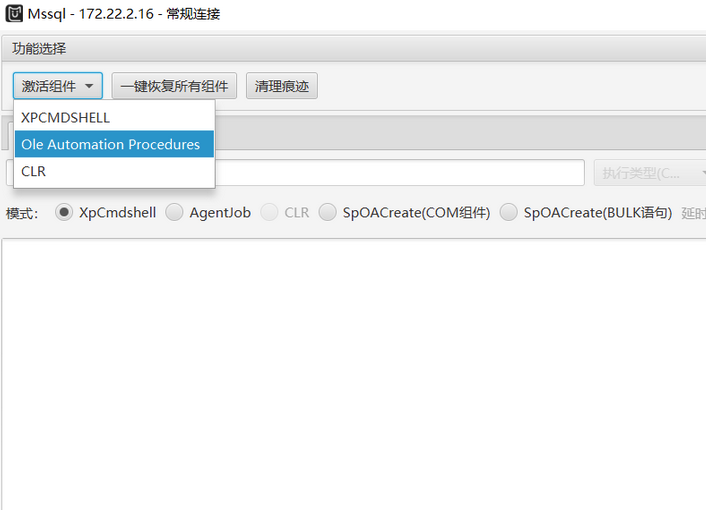 Mssql - 172.22.2.16 - 常规连接
功能选择
激活组件 一键恢复所有组件 清理痕迹
XPCMDSHELL
Ole Automation Procedures
CLR
执行类型(C...
模式： XpCmdshell AgentJob CLR SpOACreate(COM组件) SpOACreate(BULK语句) 延时